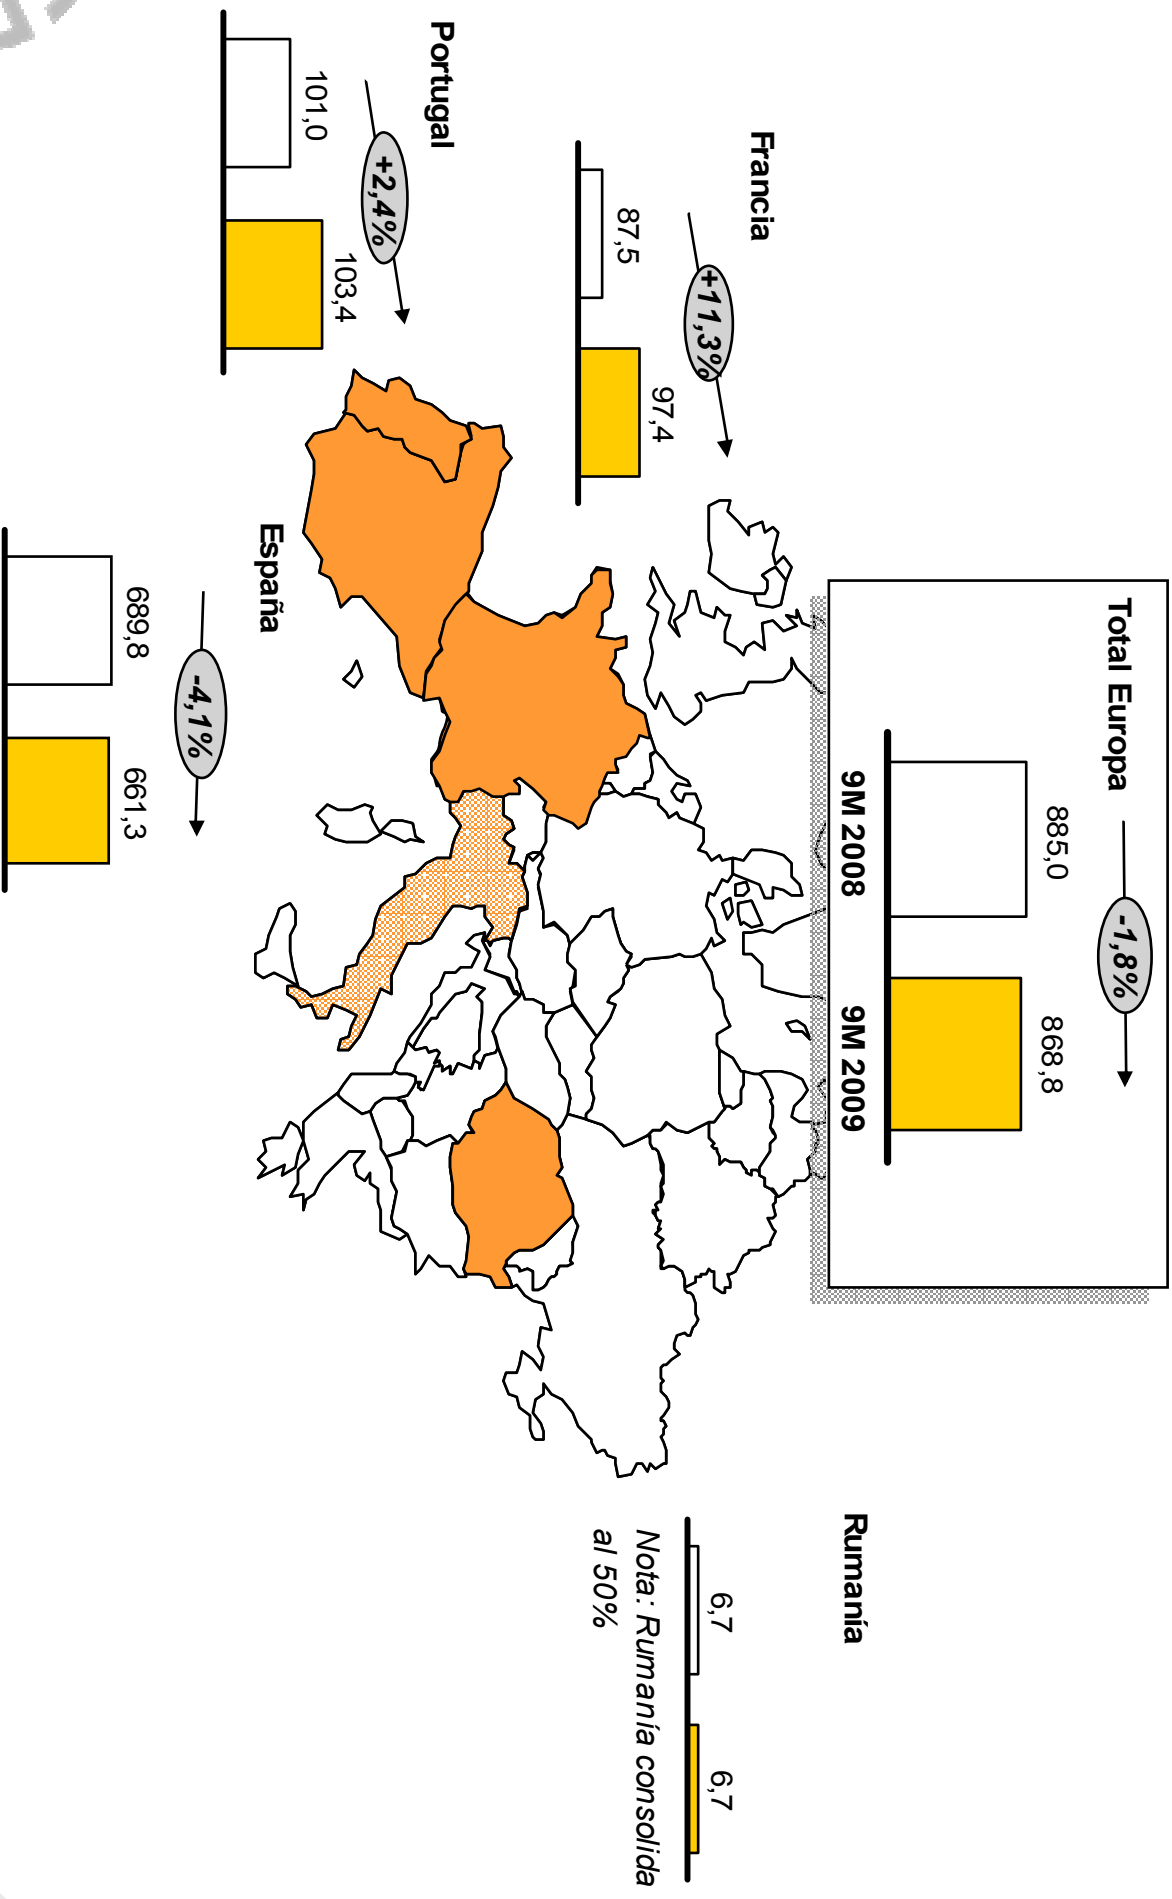 Total Europa
-1,8%
885,0
868,8
9M 2008
9M 2009
Francia
+11,3%
87,5
97,4
Rumanía
6,7
6,7
Nota: Rumanía consolida
al 50%
Portugal
+2,4%
101,0
103,4
España
-4,1%
689,8
661,3